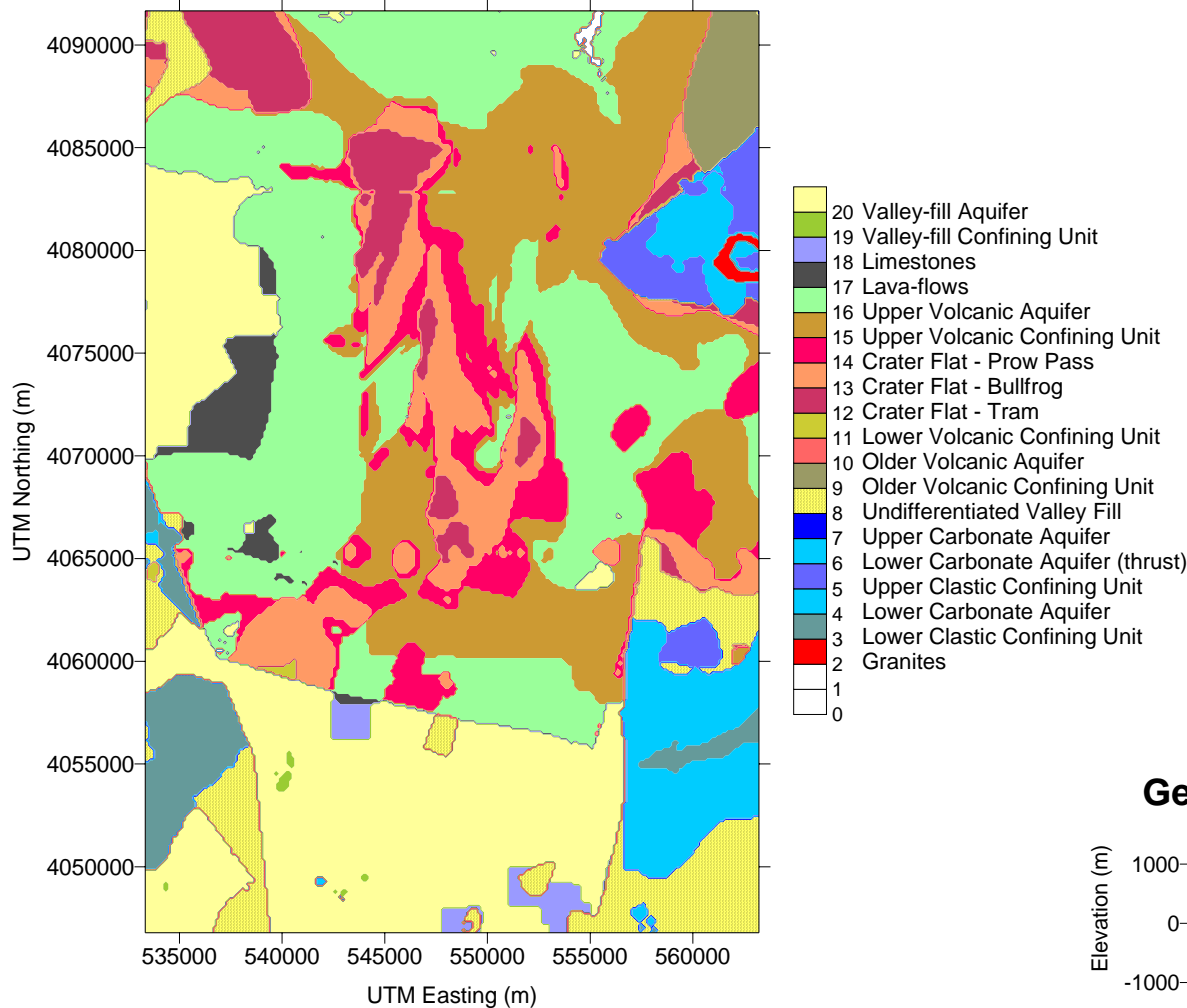 4090000
4085000
4080000
4075000
4070000
4065000
4060000
4055000
4050000
UTM Northing (m)
535000 540000 545000 550000 555000 560000
UTM Easting (m)
20 Valley-fill Aquifer
19 Valley-fill Confining Unit
18 Limestones
17 Lava-flows
16 Upper Volcanic Aquifer
15 Upper Volcanic Confining Unit
14 Crater Flat - Prow Pass
13 Crater Flat - Bullfrog
12 Crater Flat - Tram
11 Lower Volcanic Confining Unit
10 Older Volcanic Aquifer
9 Older Volcanic Confining Unit
8 Undifferentiated Valley Fill
7 Upper Carbonate Aquifer
6 Lower Carbonate Aquifer (thrust)
5 Upper Clastic Confining Unit
4 Lower Carbonate Aquifer
3 Lower Clastic Confining Unit
2 Granites
1
0
Ge
Elevation (m)
1000
0
-1000